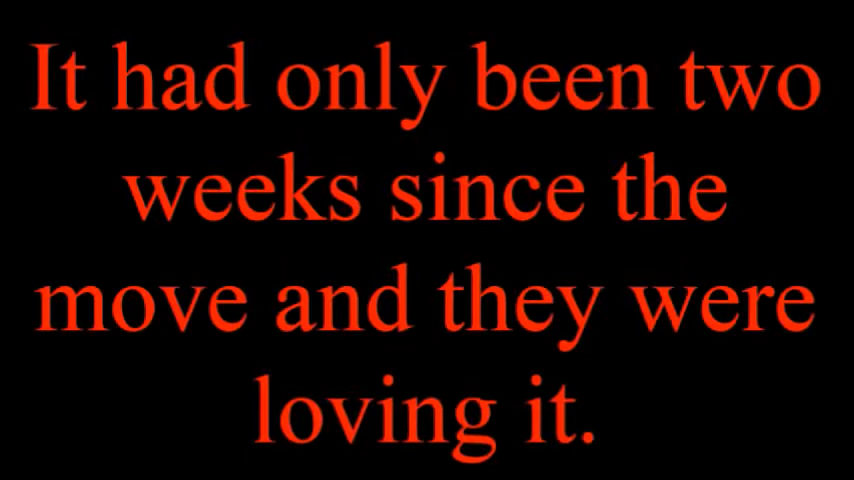 It had only been two
weeks since the
move and they were
loving it.